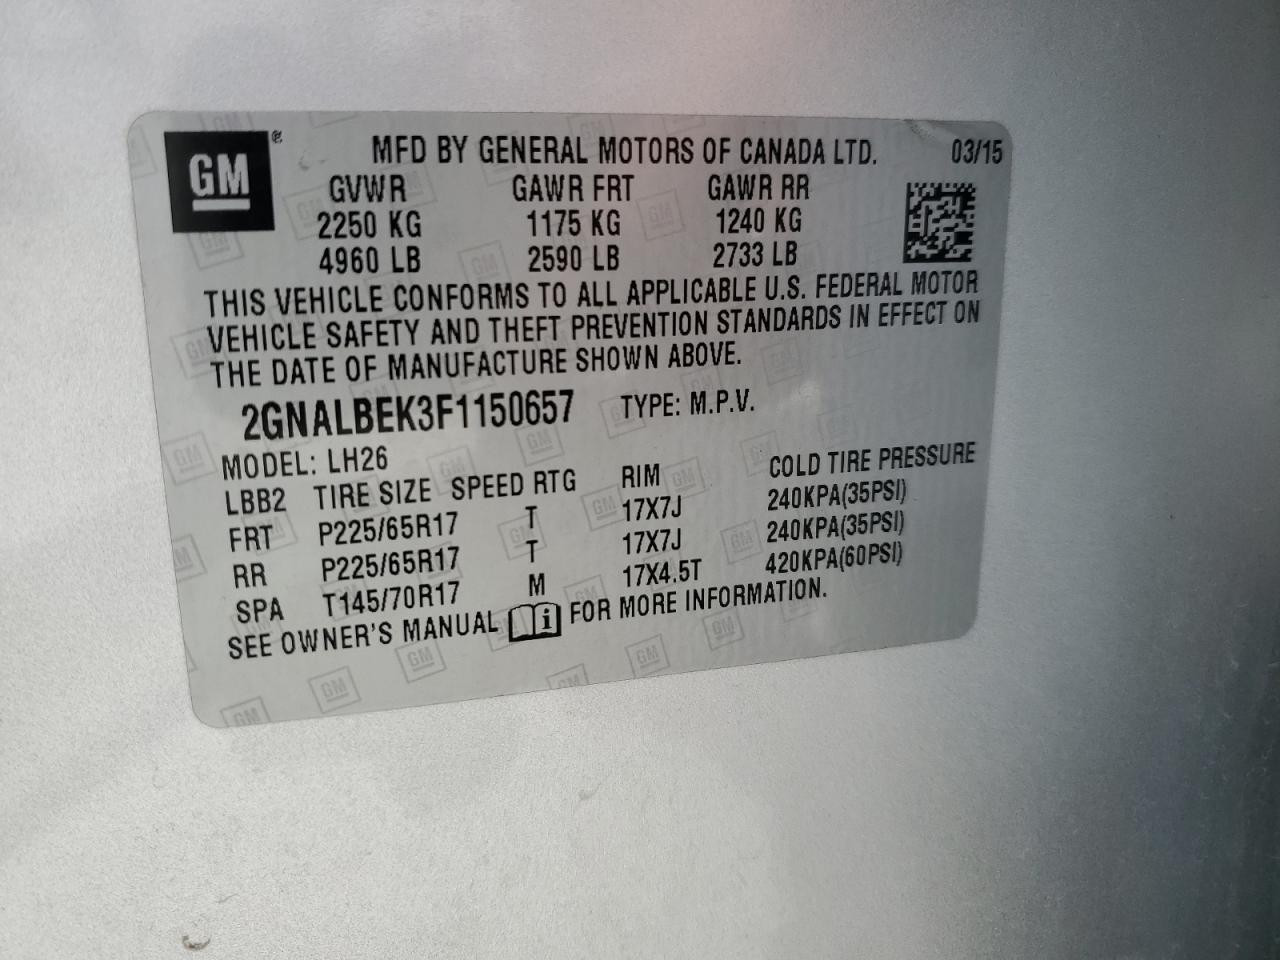 GM ® MFD BY GENERAL MOTORS OF CANADA LTD. 03/15
GVWR GAWR FRT GAWR RR
2250 KG 1175 KG 1240 KG
4960 LB 2590 LB 2733 LB
THIS VEHICLE CONFORMS TO ALL APPLICABLE U.S. FEDERAL MOTOR
VEHICLE SAFETY AND THEFT PREVENTION STANDARDS IN EFFECT ON
THE DATE OF MANUFACTURE SHOWN ABOVE.
2GNALBEK3F1150657 TYPE: M.P.V.
MODEL: LH26
LBB2 TIRE SIZE SPEED RTG RIM COLD TIRE PRESSURE
FRT P225/65R17 T 17X7J 240KPA(35PSI)
RR P225/65R17 T 17X7J 240KPA(35PSI)
SPA T145/70R17 M 17X4.5T 420KPA(60PSI)
SEE OWNER'S MANUAL i FOR MORE INFORMATION.